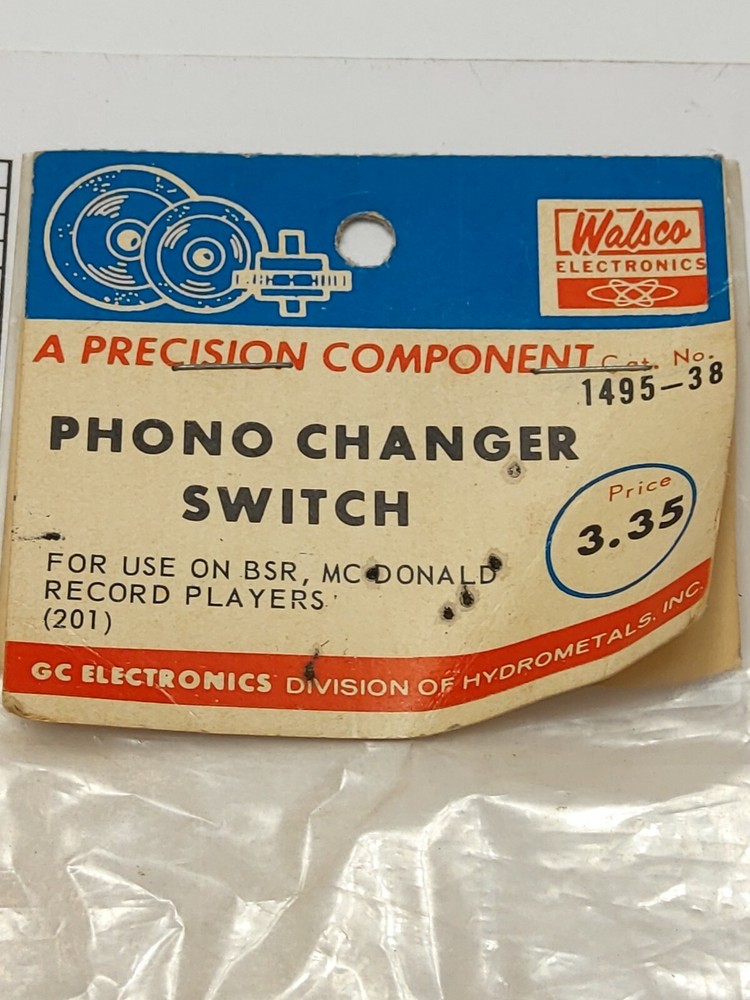 Walsco
ELECTRONICS
A PRECISION COMPONENT
Cat. No.
1495-38
PHONO CHANGER
SWITCH
Price
3.35
FOR USE ON BSR, MC DONALD
RECORD PLAYERS
(201)
GC ELECTRONICS DIVISION OF HYDROMETALS, INC.